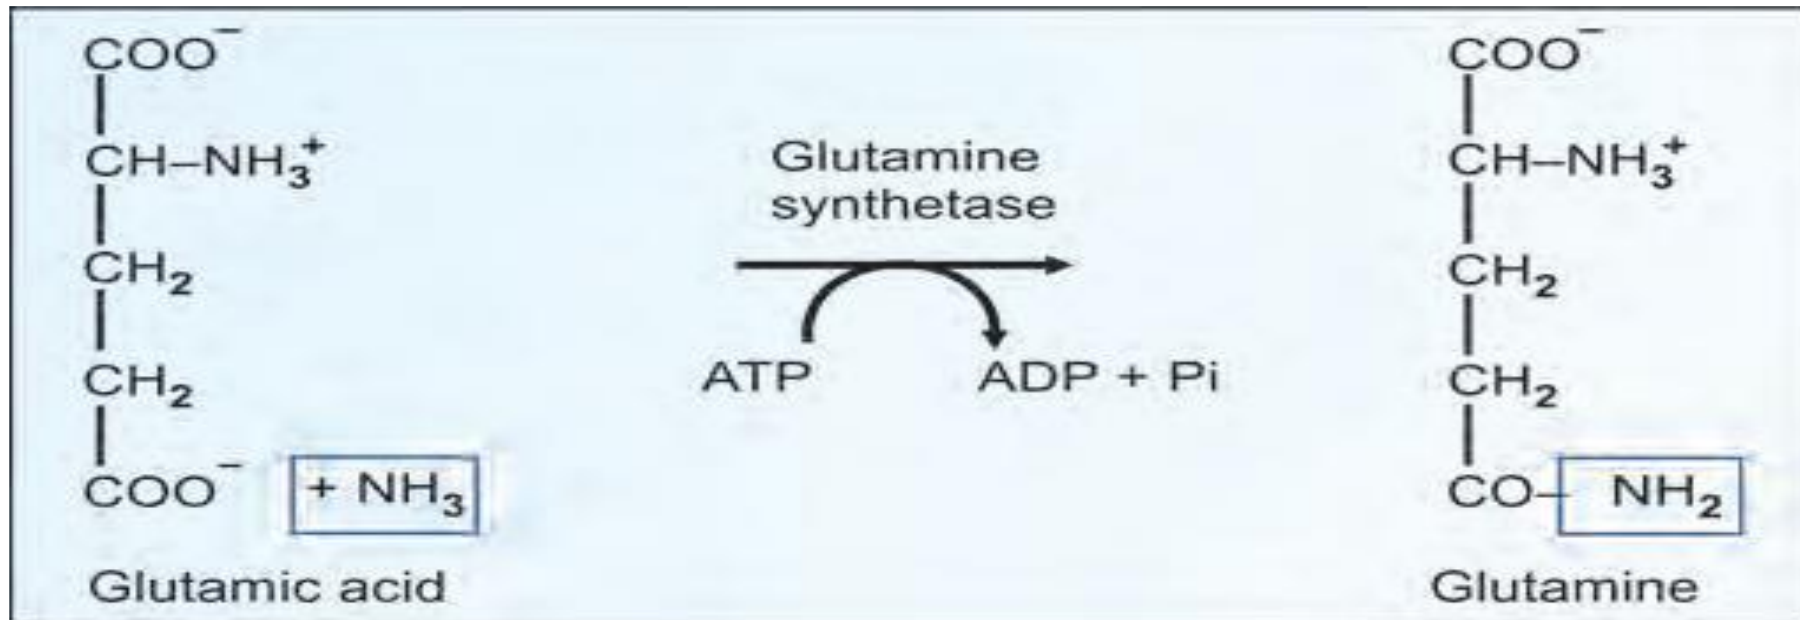 COO⁻
CH–NH₃⁺
CH₂
CH₂
COO⁻ + NH₃
Glutamic acid
Glutamine
synthetase
ATP ADP + Pi
COO⁻
CH–NH₃⁺
CH₂
CH₂
CO– NH₂
Glutamine